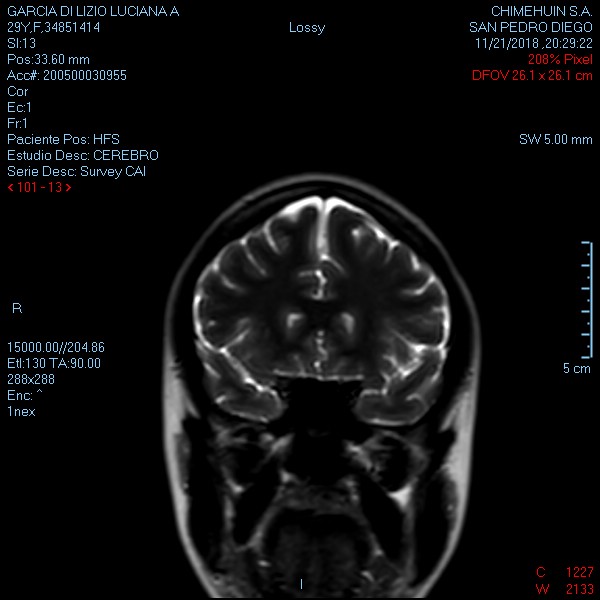 GARCIA DI LIZIO LUCIANA A
29Y,F,34851414
Sl:13
Pos:33.60 mm
Acc#: 200500030955
Cor
Ec:1
Fr:1
Paciente Pos: HFS
Estudio Desc: CEREBRO
Serie Desc: Survey CAI
< 101 - 13 >
Lossy
CHIMEHUIN S.A.
SAN PEDRO DIEGO
11/21/2018 ,20:29:22
208% Pixel
DFOV 26.1 x 26.1 cm
SW 5.00 mm
R
15000.00//204.86
Etl:130 TA:90.00
288x288
Enc: ^
1nex
5 cm
I
C 1227
W 2133